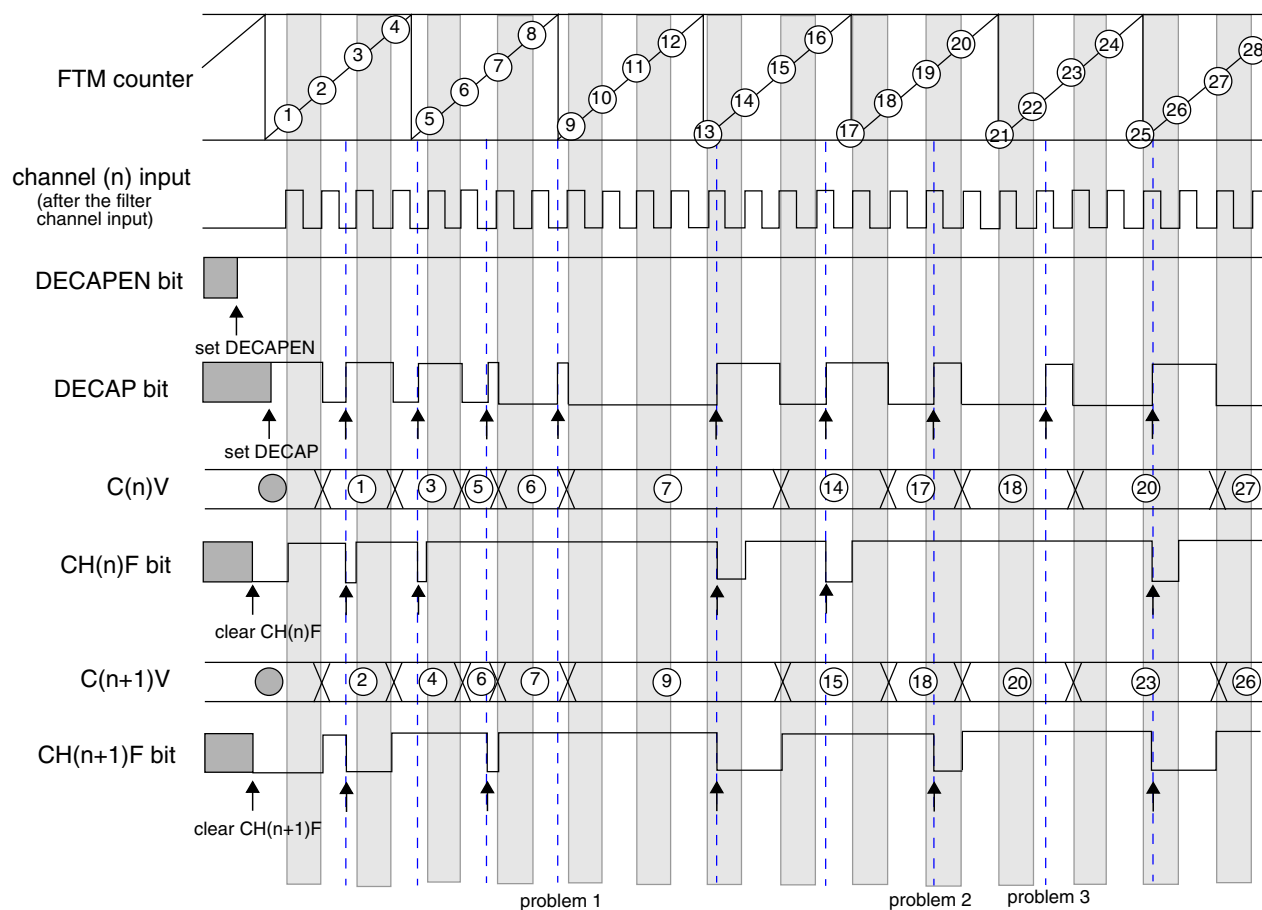 FTM counter
1 2 3 4 5 6 7 8 9 10 11 12 13 14 15 16 17 18 19 20 21 22 23 24 25 26 27 28
channel (n) input
(after the filter
channel input)
DECAPEN bit
set DECAPEN
DECAP bit
set DECAP
C(n)V
1 3 5 6 7 14 17 18 20 27
CH(n)F bit
clear CH(n)F
C(n+1)V
2 4 6 7 9 15 18 20 23 26
CH(n+1)F bit
clear CH(n+1)F
problem 1 problem 2 problem 3